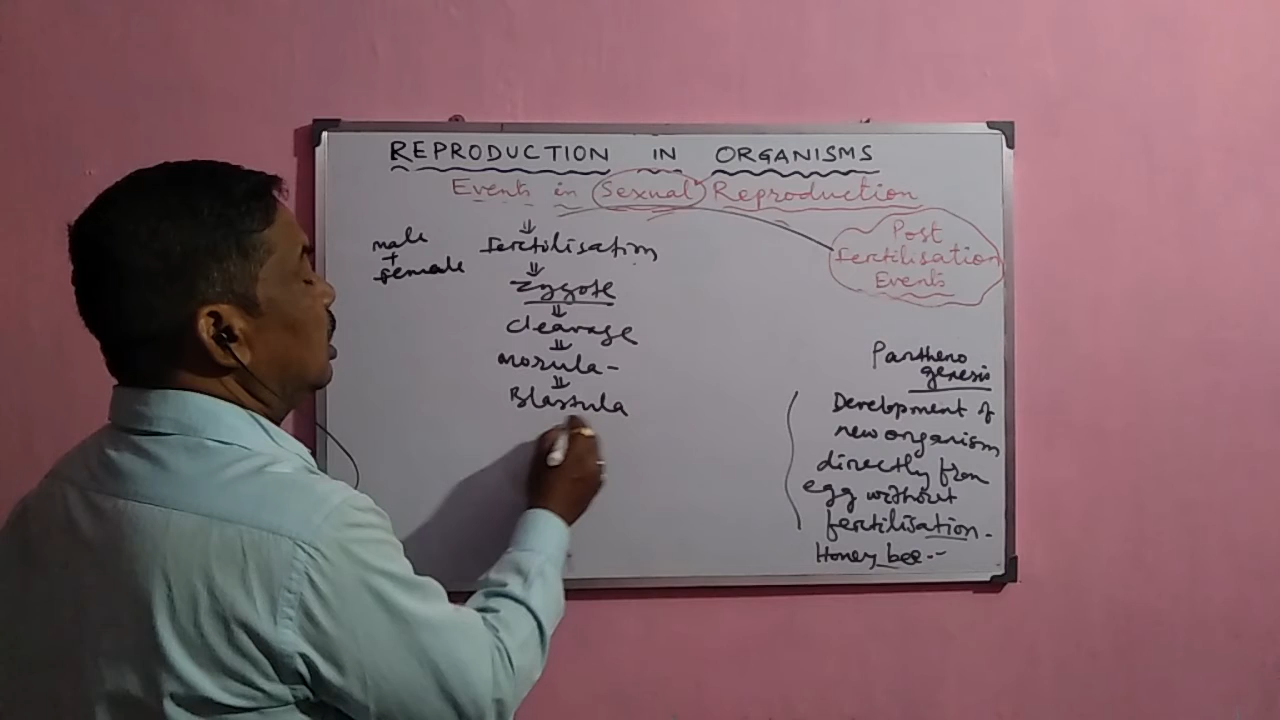 REPRODUCTION IN ORGANISMS
Events in Sexual Reproduction
Post
Fertilisation
Events
male
+
female
⇓
fertilisation
⇓
Zygote
⇓
cleavage
⇓
Morula-
⇓
Blastula
Partheno
genesis
Development of
new organism
directly from
egg without
fertilisation.
Honey bee--